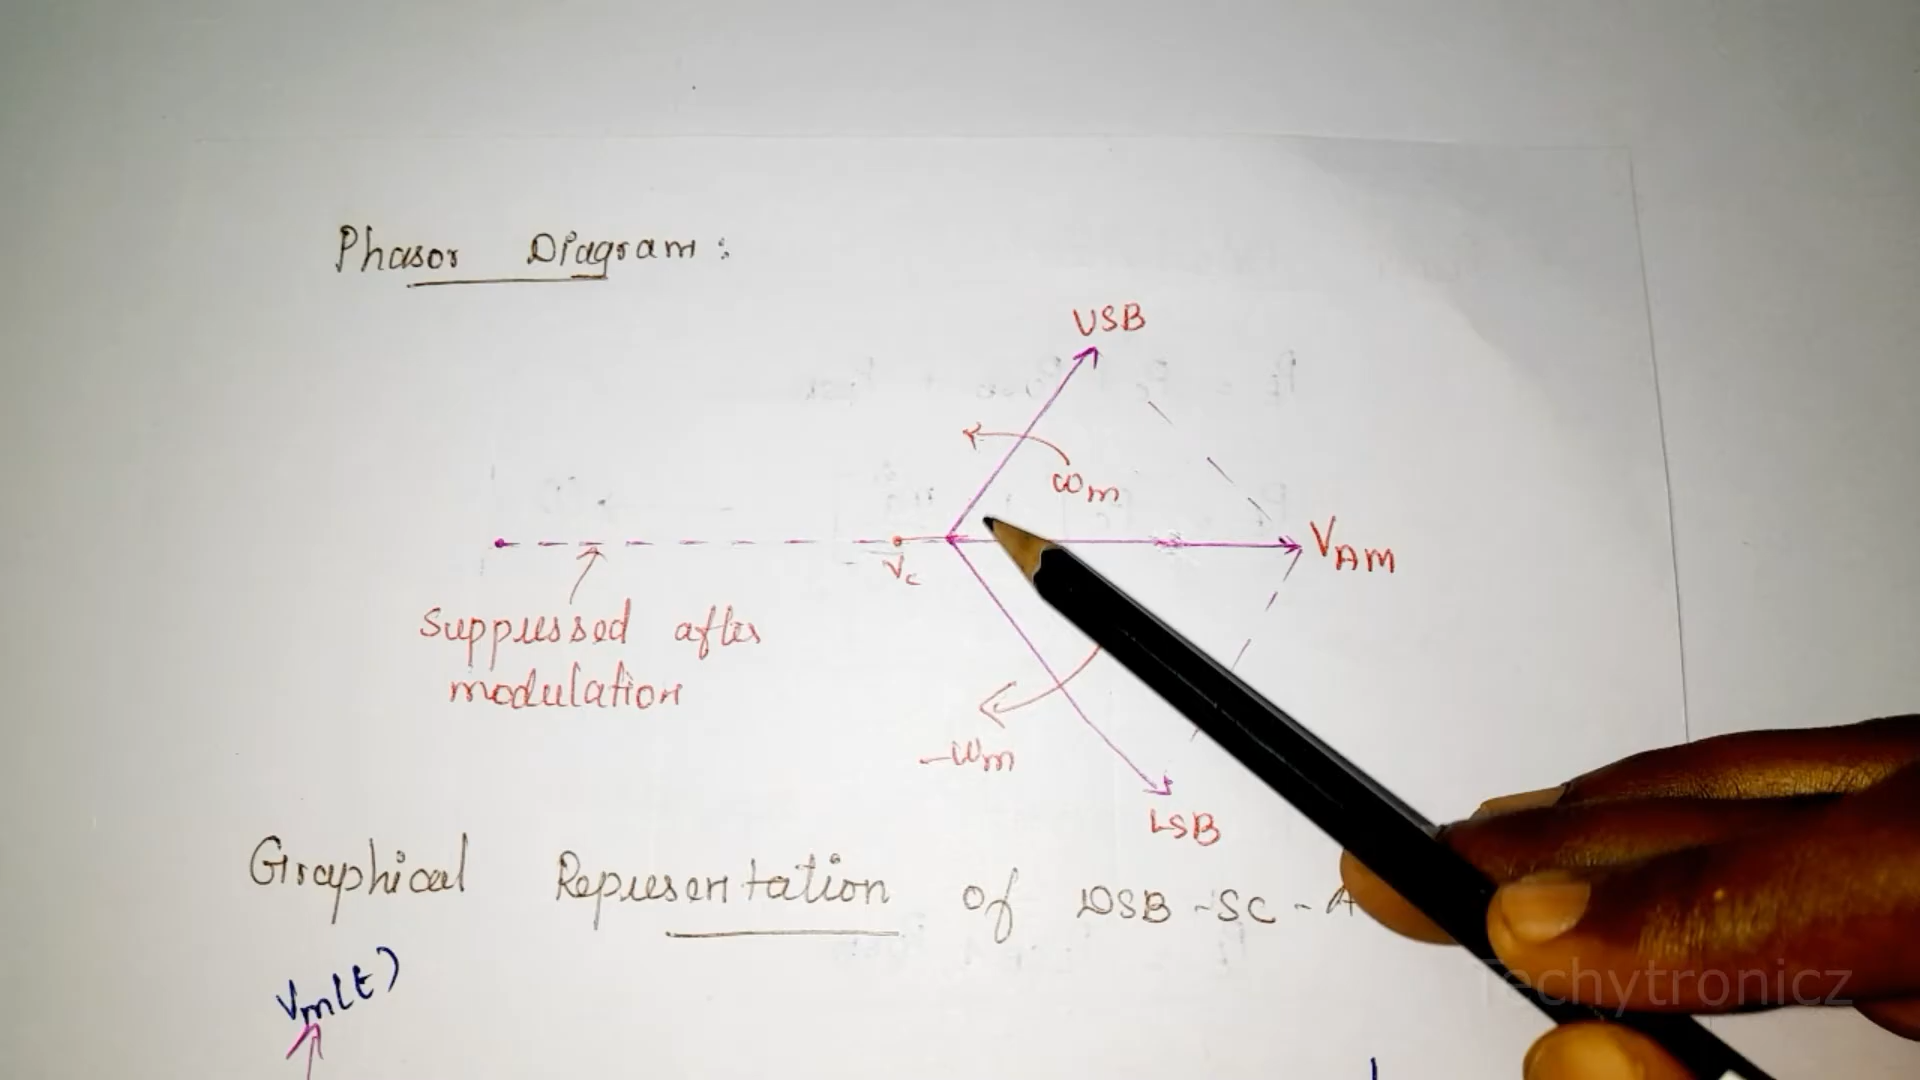 Phasor Diagram:
USB
ωm
VAM
Vc
Suppressed after
modulation
-ωm
LSB
Graphical Representation of DSB-SC-A
Vm(t)
Techytronicz